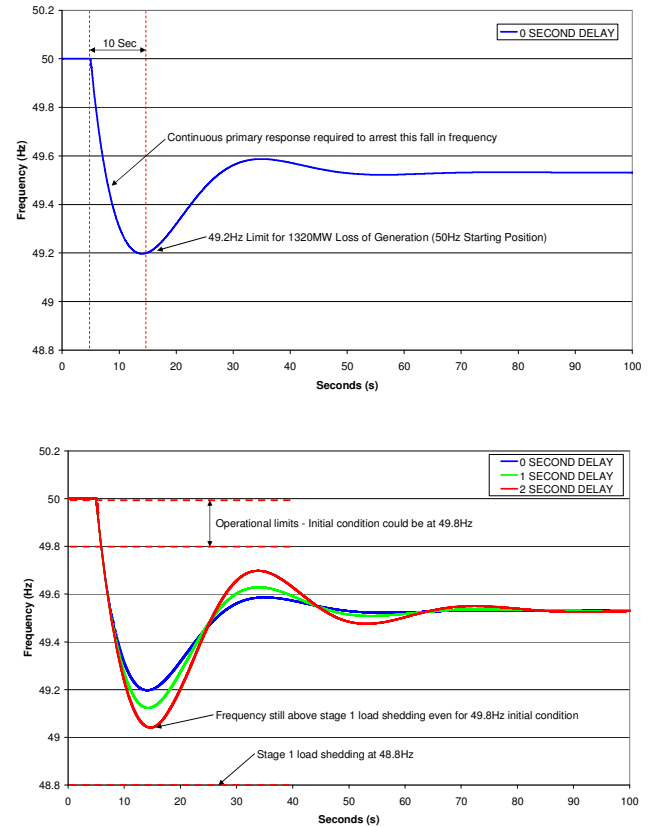 50.2
50
49.8
49.6
49.4
49.2
49
48.8
Frequency (Hz)
10 Sec
0 SECOND DELAY
Continuous primary response required to arrest this fall in frequency
49.2Hz Limit for 1320MW Loss of Generation (50Hz Starting Position)
0 10 20 30 40 50 60 70 80 90 100
Seconds (s)
50.2
50
49.8
49.6
49.4
49.2
49
48.8
Frequency (Hz)
0 SECOND DELAY
1 SECOND DELAY
2 SECOND DELAY
Operational limits - Initial condition could be at 49.8Hz
Frequency still above stage 1 load shedding even for 49.8Hz initial condition
Stage 1 load shedding at 48.8Hz
0 10 20 30 40 50 60 70 80 90 100
Seconds (s)